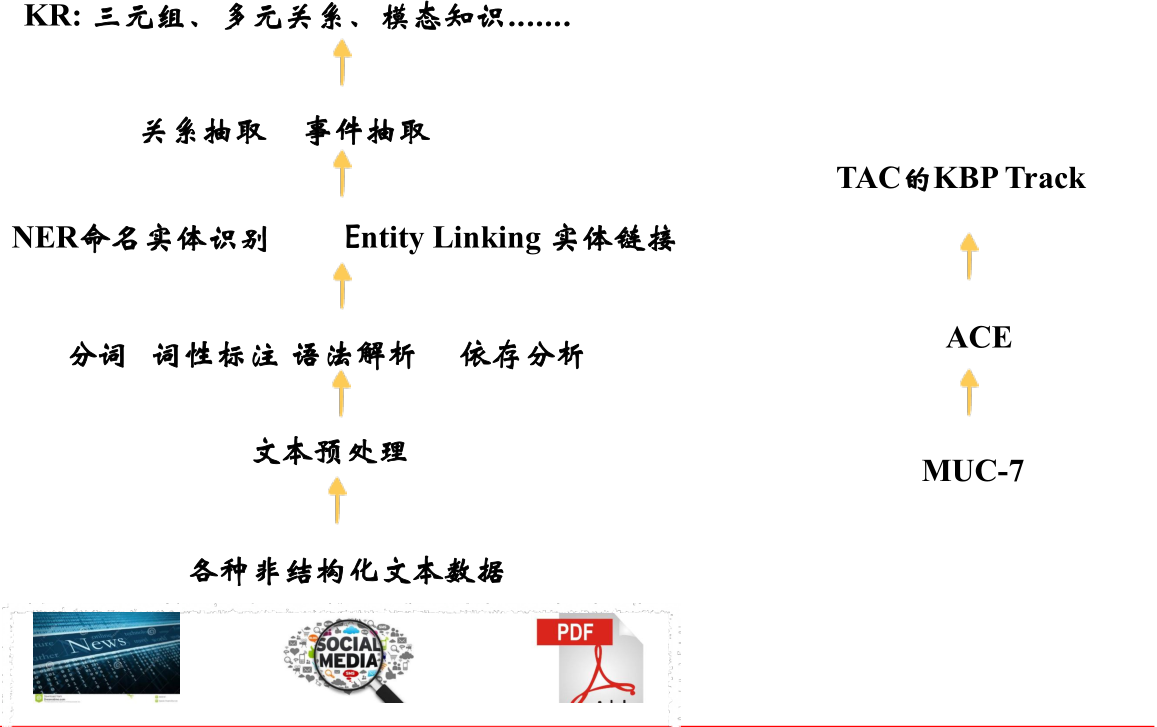 KR: 三元组、多元关系、模态知识.......
关系抽取 事件抽取
TAC的KBP Track
NER命名实体识别 Entity Linking 实体链接
ACE
分词 词性标注 语法解析 依存分析
文本预处理
MUC-7
各种非结构化文本数据
News
SOCIAL
MEDIA
PDF